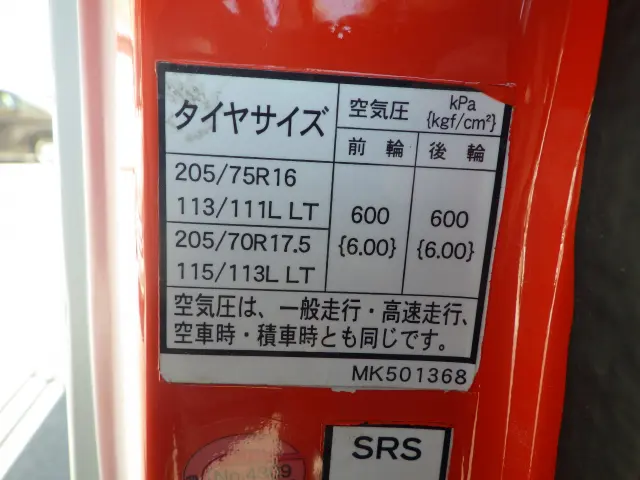 タイヤサイズ
空気圧 kPa
{kgf/cm²}
前輪 後輪
205/75R16
113/111L LT
205/70R17.5
115/113L LT
600 600
{6.00} {6.00}
空気圧は、一般走行・高速走行、
空車時・積車時とも同じです。
MK501368
SRS